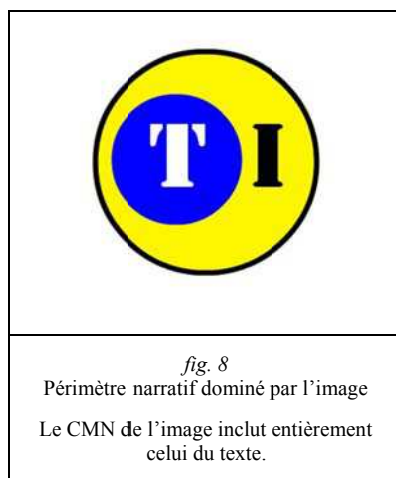 T I
fig. 8
Périmètre narratif dominé par l’image
Le CMN de l’image inclut entièrement
celui du texte.